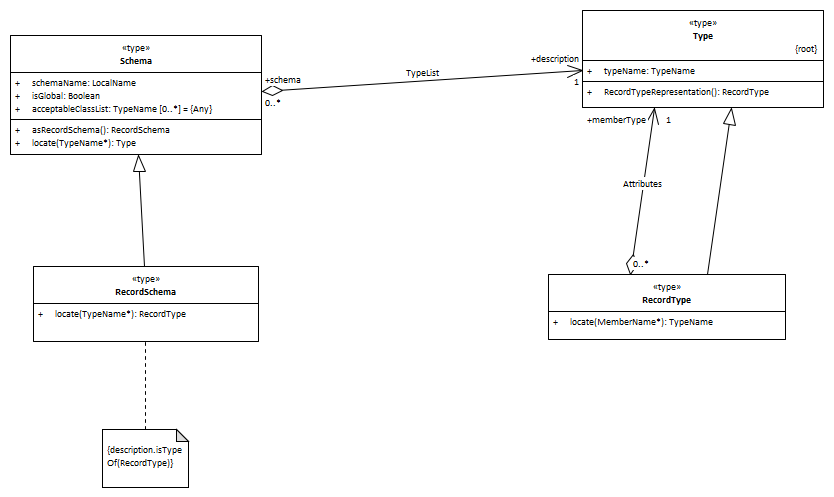 «type»
Schema
+ schemaName: LocalName
+ isGlobal: Boolean
+ acceptableClassList: TypeName [0..*] = {Any}
+ asRecordSchema(): RecordSchema
+ locate(TypeName*): Type
+schema
0..*
TypeList
+description
1
«type»
Type
{root}
+ typeName: TypeName
+ RecordTypeRepresentation(): RecordType
+memberType
1
Attributes
0..*
«type»
RecordSchema
+ locate(TypeName*): RecordType
«type»
RecordType
+ locate(MemberName*): TypeName
{description.isType
Of(RecordType)}